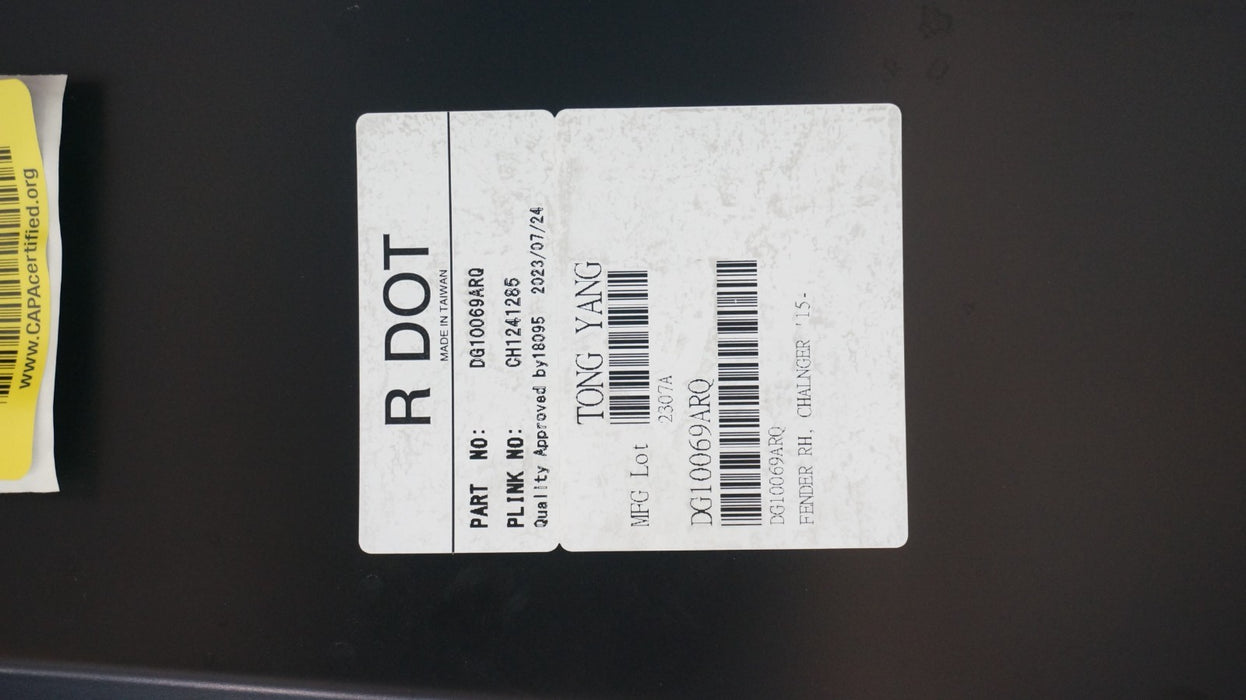 www.CAPAcertified.org
R DOT
MADE IN TAIWAN
PART NO: DG10069ARQ
PLINK NO: CH1241285
Quality Approved by18095 2023/07/24
TONG YANG
MFG Lot
2307A
DG10069ARQ
DG10069ARQ
FENDER RH, CHALNGER '15-